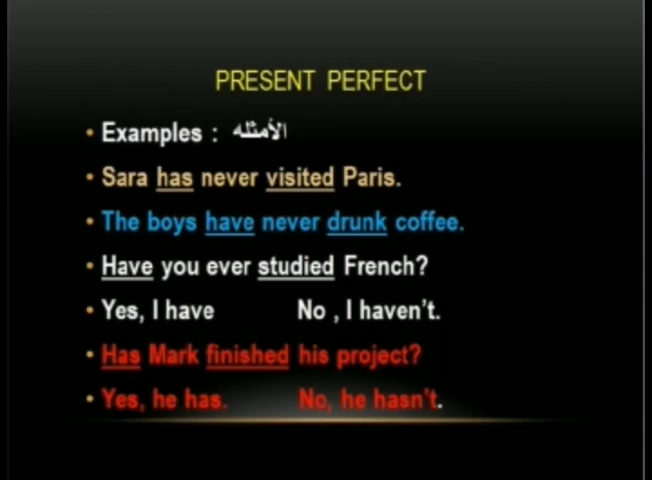 PRESENT PERFECT
• Examples : الأمثله
• Sara has never visited Paris.
• The boys have never drunk coffee.
• Have you ever studied French?
• Yes, I have No , I haven't.
• Has Mark finished his project?
• Yes, he has. No, he hasn't.